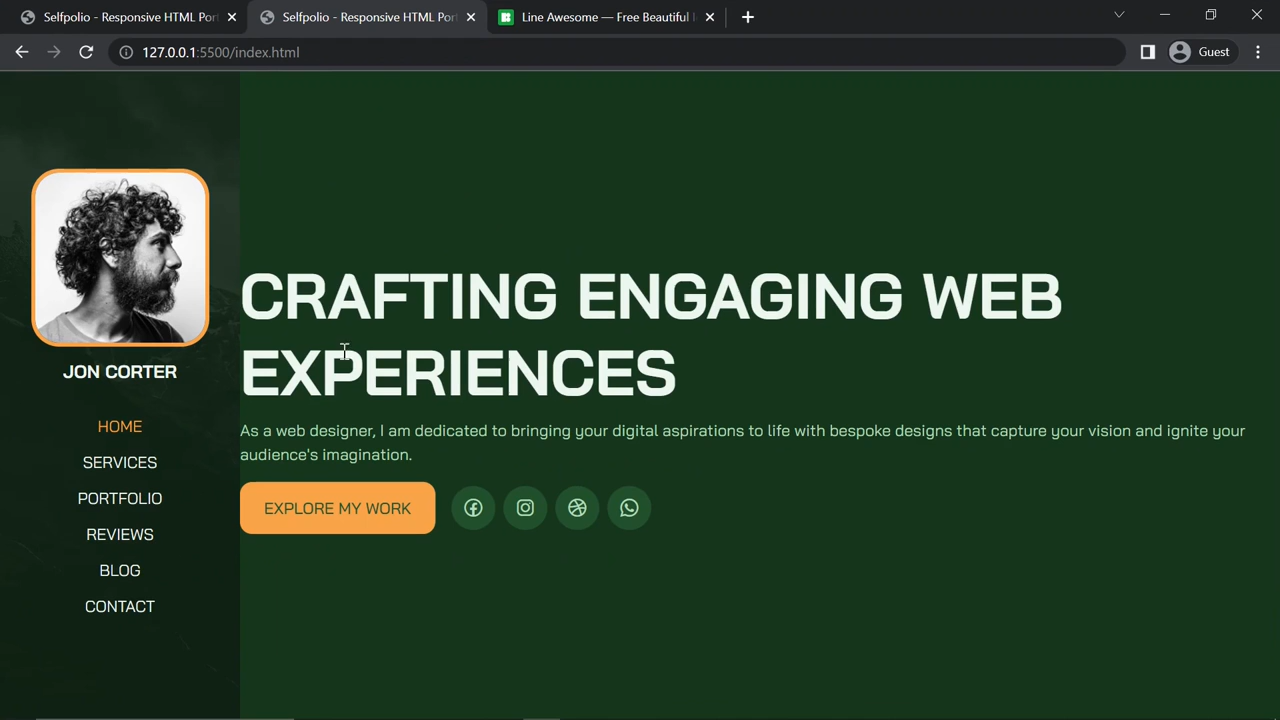 Selfpolio - Responsive HTML Por
Selfpolio - Responsive HTML Por
Line Awesome — Free Beautiful
127.0.0.1:5500/index.html
Guest
JON CORTER
HOME
SERVICES
PORTFOLIO
REVIEWS
BLOG
CONTACT
CRAFTING ENGAGING WEB
EXPERIENCES
As a web designer, I am dedicated to bringing your digital aspirations to life with bespoke designs that capture your vision and ignite your
audience's imagination.
EXPLORE MY WORK